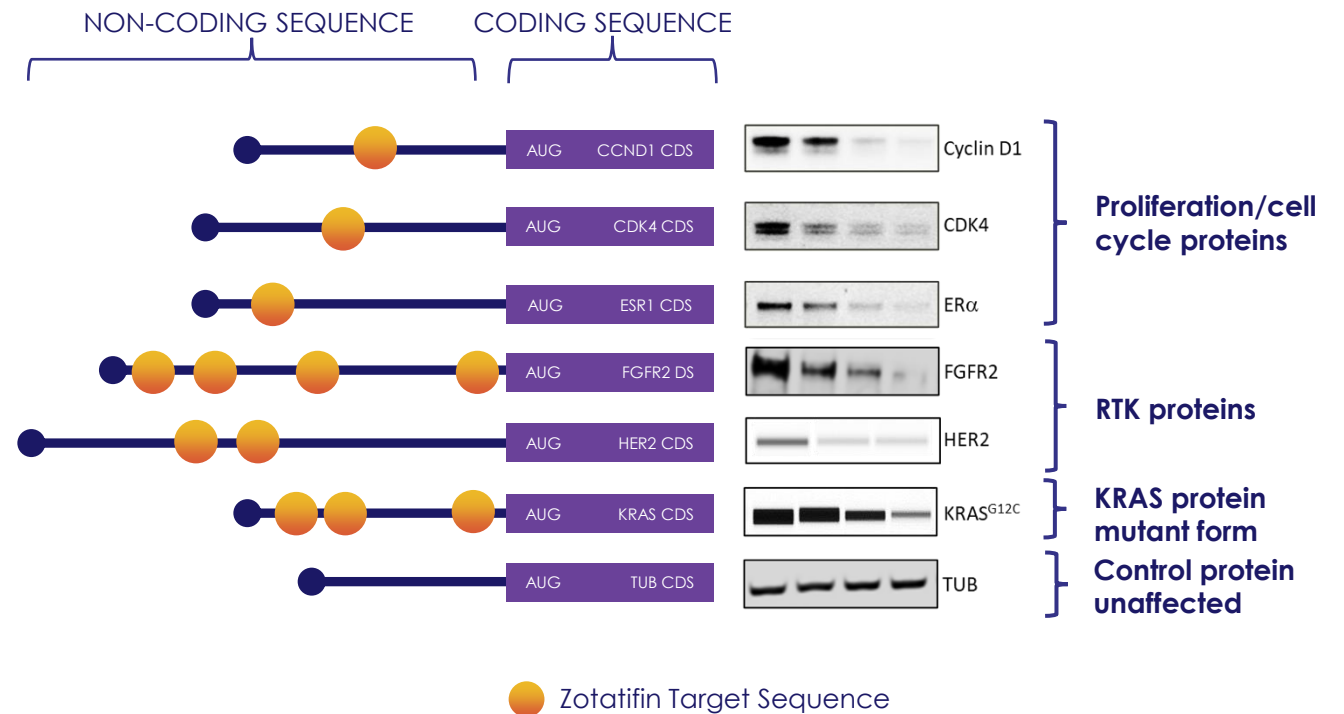 NON-CODING SEQUENCE
CODING SEQUENCE
AUG CCND1 CDS
Cyclin D1
AUG CDK4 CDS
CDK4
AUG ESR1 CDS
ERα
Proliferation/cell
cycle proteins
AUG FGFR2 DS
FGFR2
AUG HER2 CDS
HER2
RTK proteins
AUG KRAS CDS
KRASG12C
KRAS protein
mutant form
AUG TUB CDS
TUB
Control protein
unaffected
Zotatifin Target Sequence